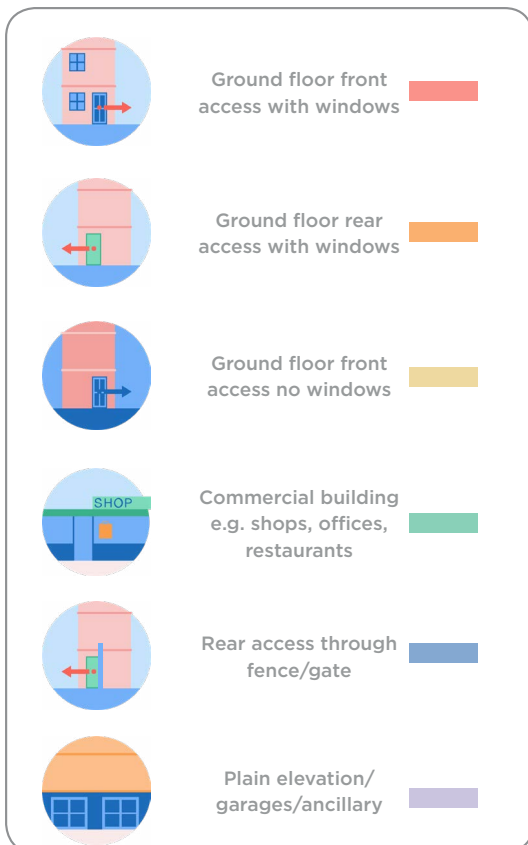 Ground floor front
access with windows
Ground floor rear
access with windows
Ground floor front
access no windows
SHOP
Commercial building
e.g. shops, offices,
restaurants
Rear access through
fence/gate
Plain elevation/
garages/ancillary